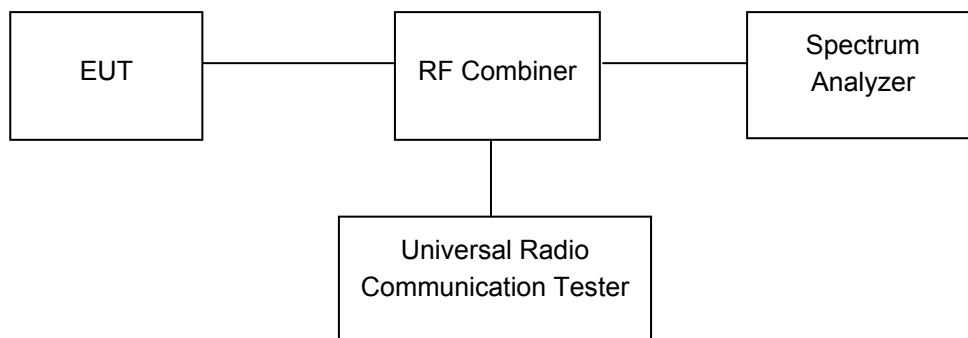 EUT
RF Combiner
Spectrum
Analyzer
Universal Radio
Communication Tester